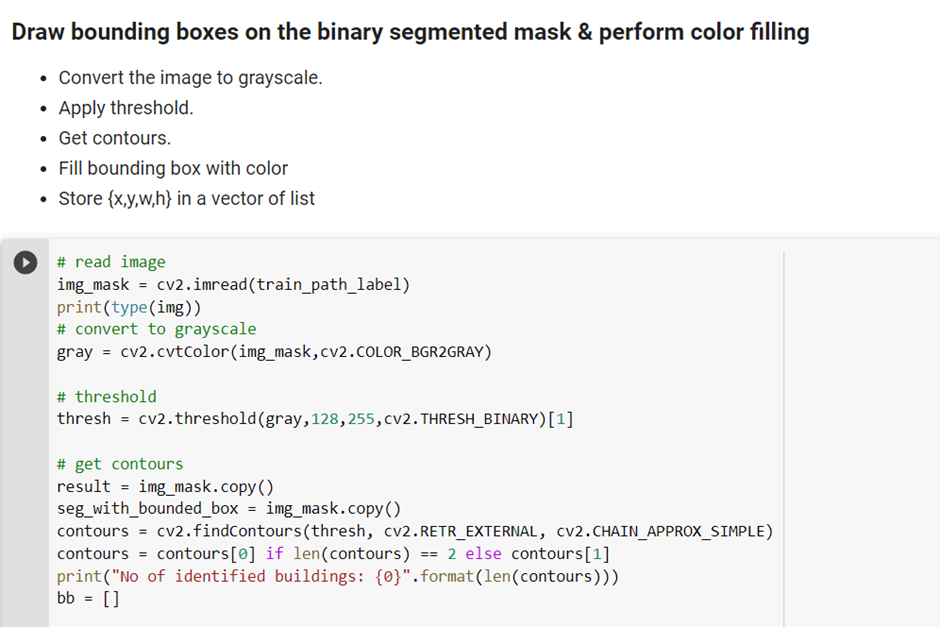 Draw bounding boxes on the binary segmented mask & perform color filling
• Convert the image to grayscale.
• Apply threshold.
• Get contours.
• Fill bounding box with color
• Store {x,y,w,h} in a vector of list
# read image
img_mask = cv2.imread(train_path_label)
print(type(img))
# convert to grayscale
gray = cv2.cvtColor(img_mask,cv2.COLOR_BGR2GRAY)
# threshold
thresh = cv2.threshold(gray,128,255,cv2.THRESH_BINARY)[1]
# get contours
result = img_mask.copy()
seg_with_bounded_box = img_mask.copy()
contours = cv2.findContours(thresh, cv2.RETR_EXTERNAL, cv2.CHAIN_APPROX_SIMPLE)
contours = contours[0] if len(contours) == 2 else contours[1]
print("No of identified buildings: {0}".format(len(contours)))
bb = []